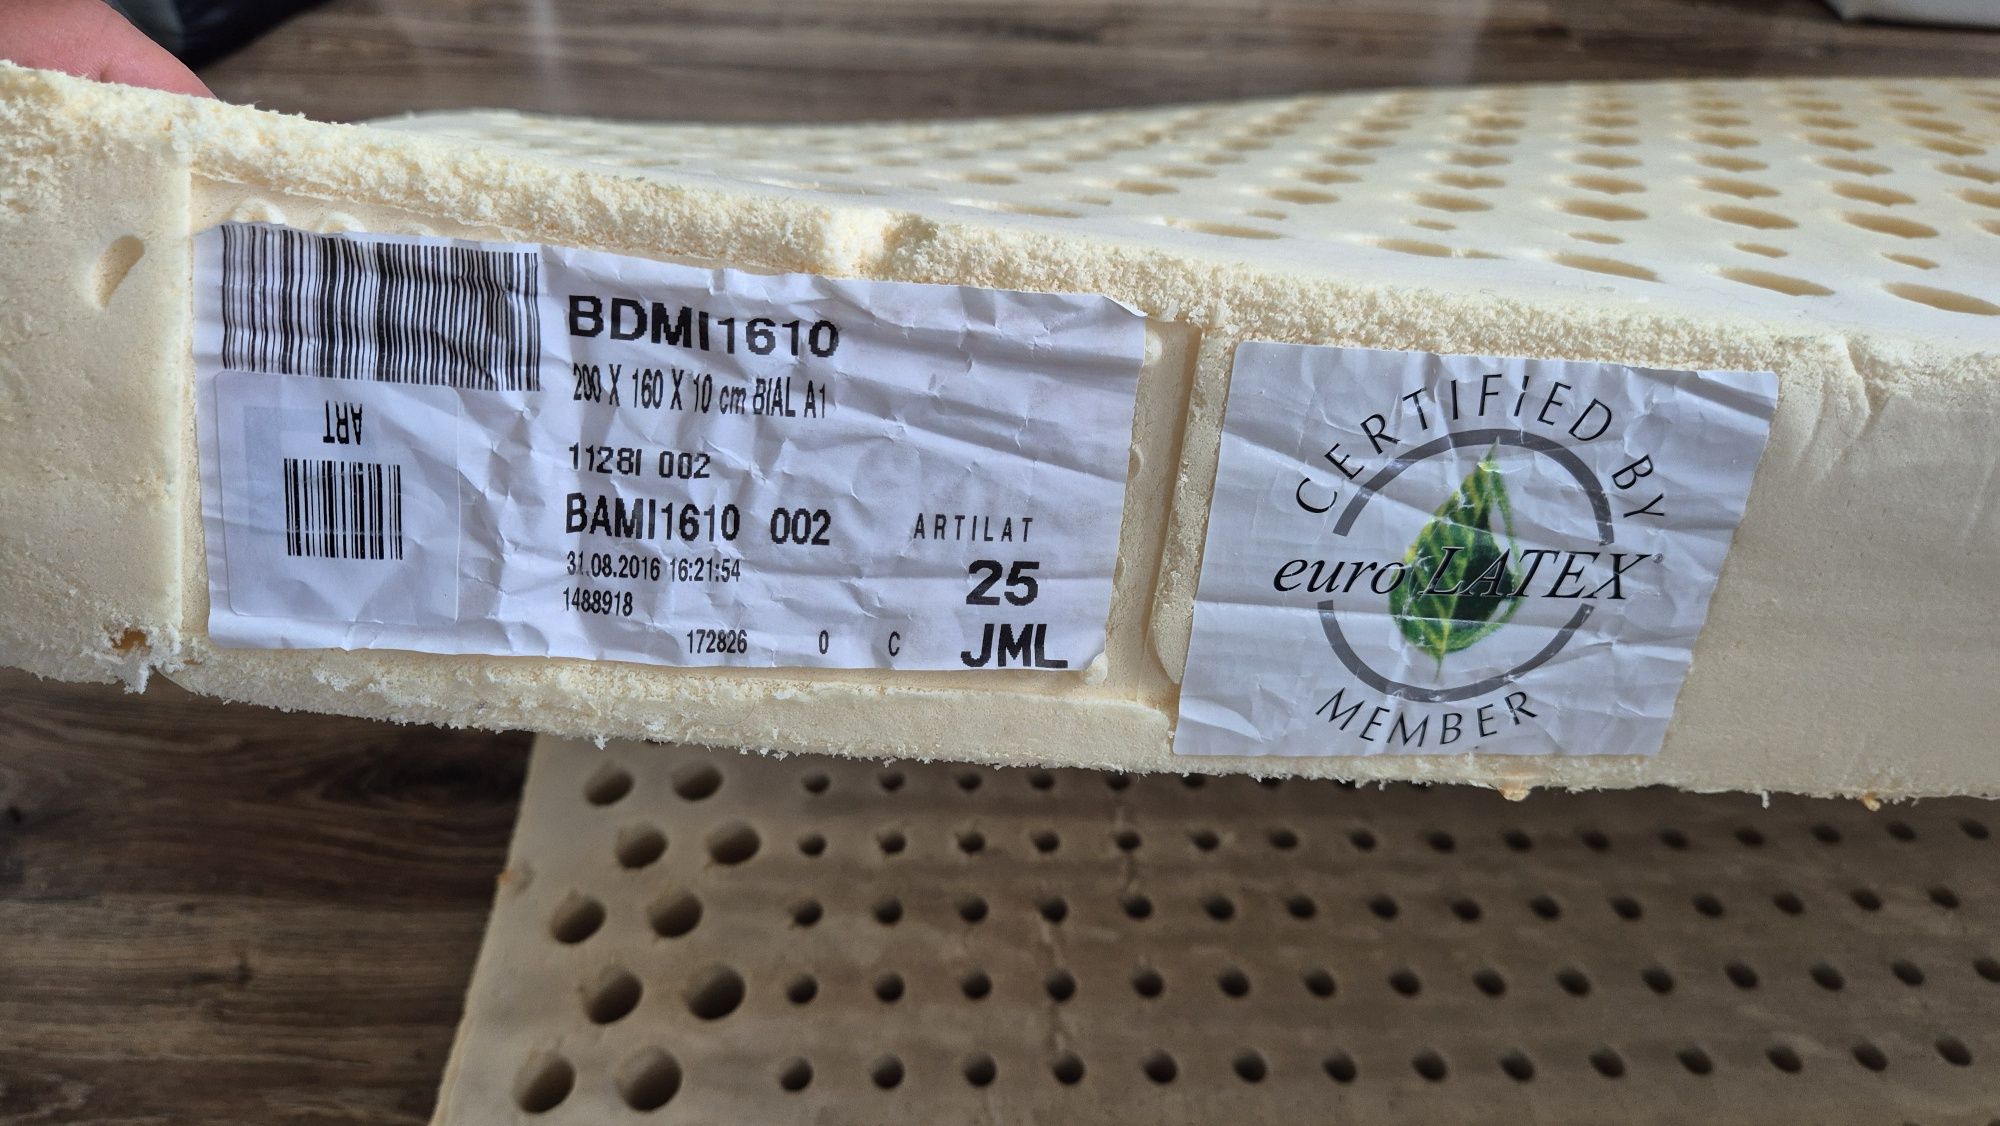 BDMI1610
200 X 160 X 10 cm BIAL A1
ART
1128I 002
BAMI1610 002
ARTILAT
31.08.2016 16:21:54
25
1488918
172826 0 C
JML
CERTIFIED BY
euro LATEX®
MEMBER